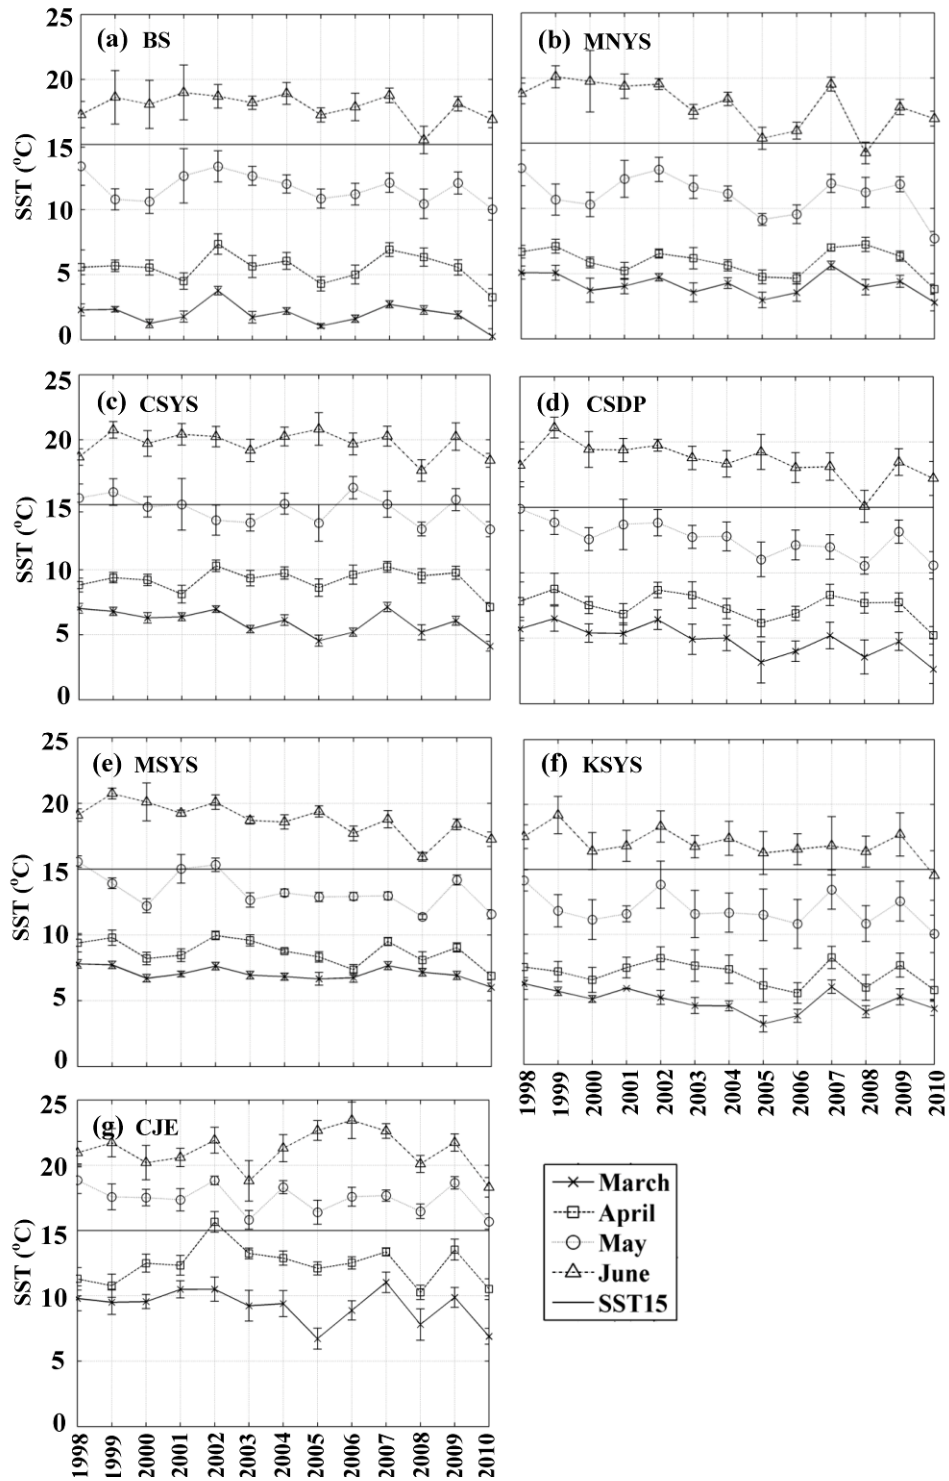 25
(a) BS
20
15
SST (°C)
10
5
0
(b) MNYS
25
(c) CSYS
20
15
SST (°C)
10
5
0
(d) CSDP
25
(e) MSYS
20
15
SST (°C)
10
5
0
(f) KSYS
1998 1999 2000 2001 2002 2003 2004 2005 2006 2007 2008 2009 2010
25
(g) CJE
20
15
SST (°C)
10
5
0
1998 1999 2000 2001 2002 2003 2004 2005 2006 2007 2008 2009 2010
March
April
May
June
SST15